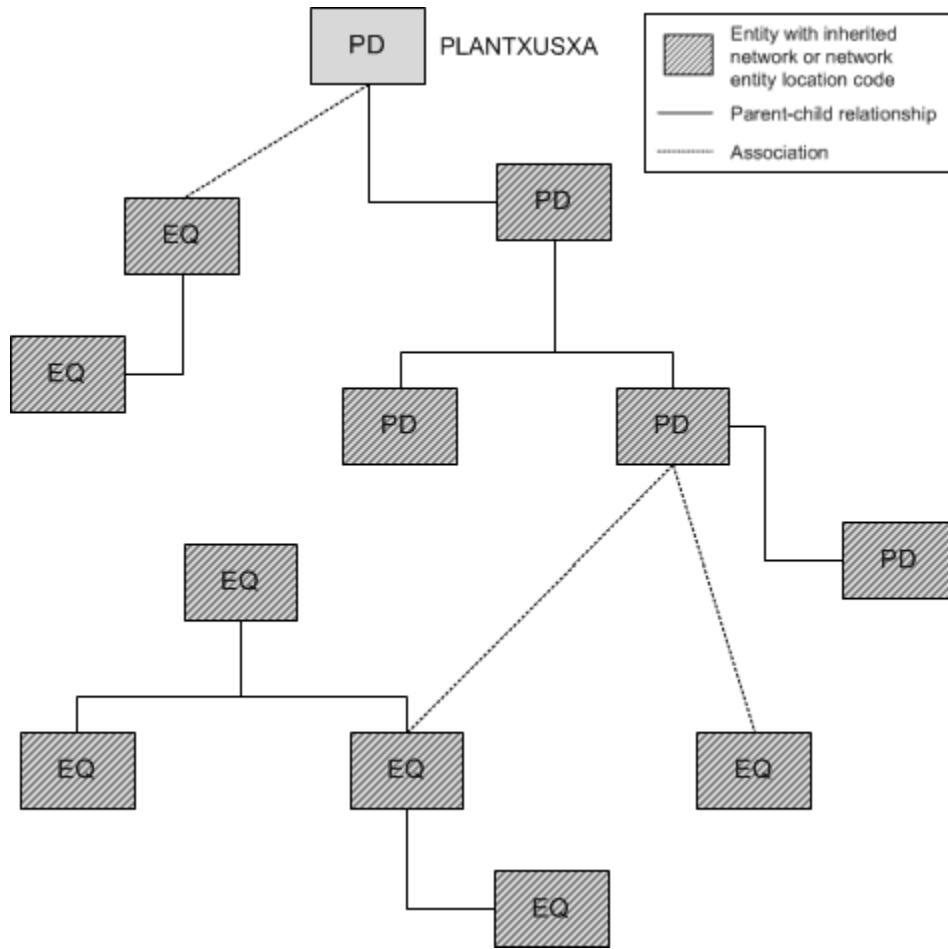 PD PLANTXUSXA
Entity with inherited
network or network
entity location code
Parent-child relationship
Association
PD
EQ
EQ
PD
PD
PD
EQ
EQ
EQ
EQ
EQ